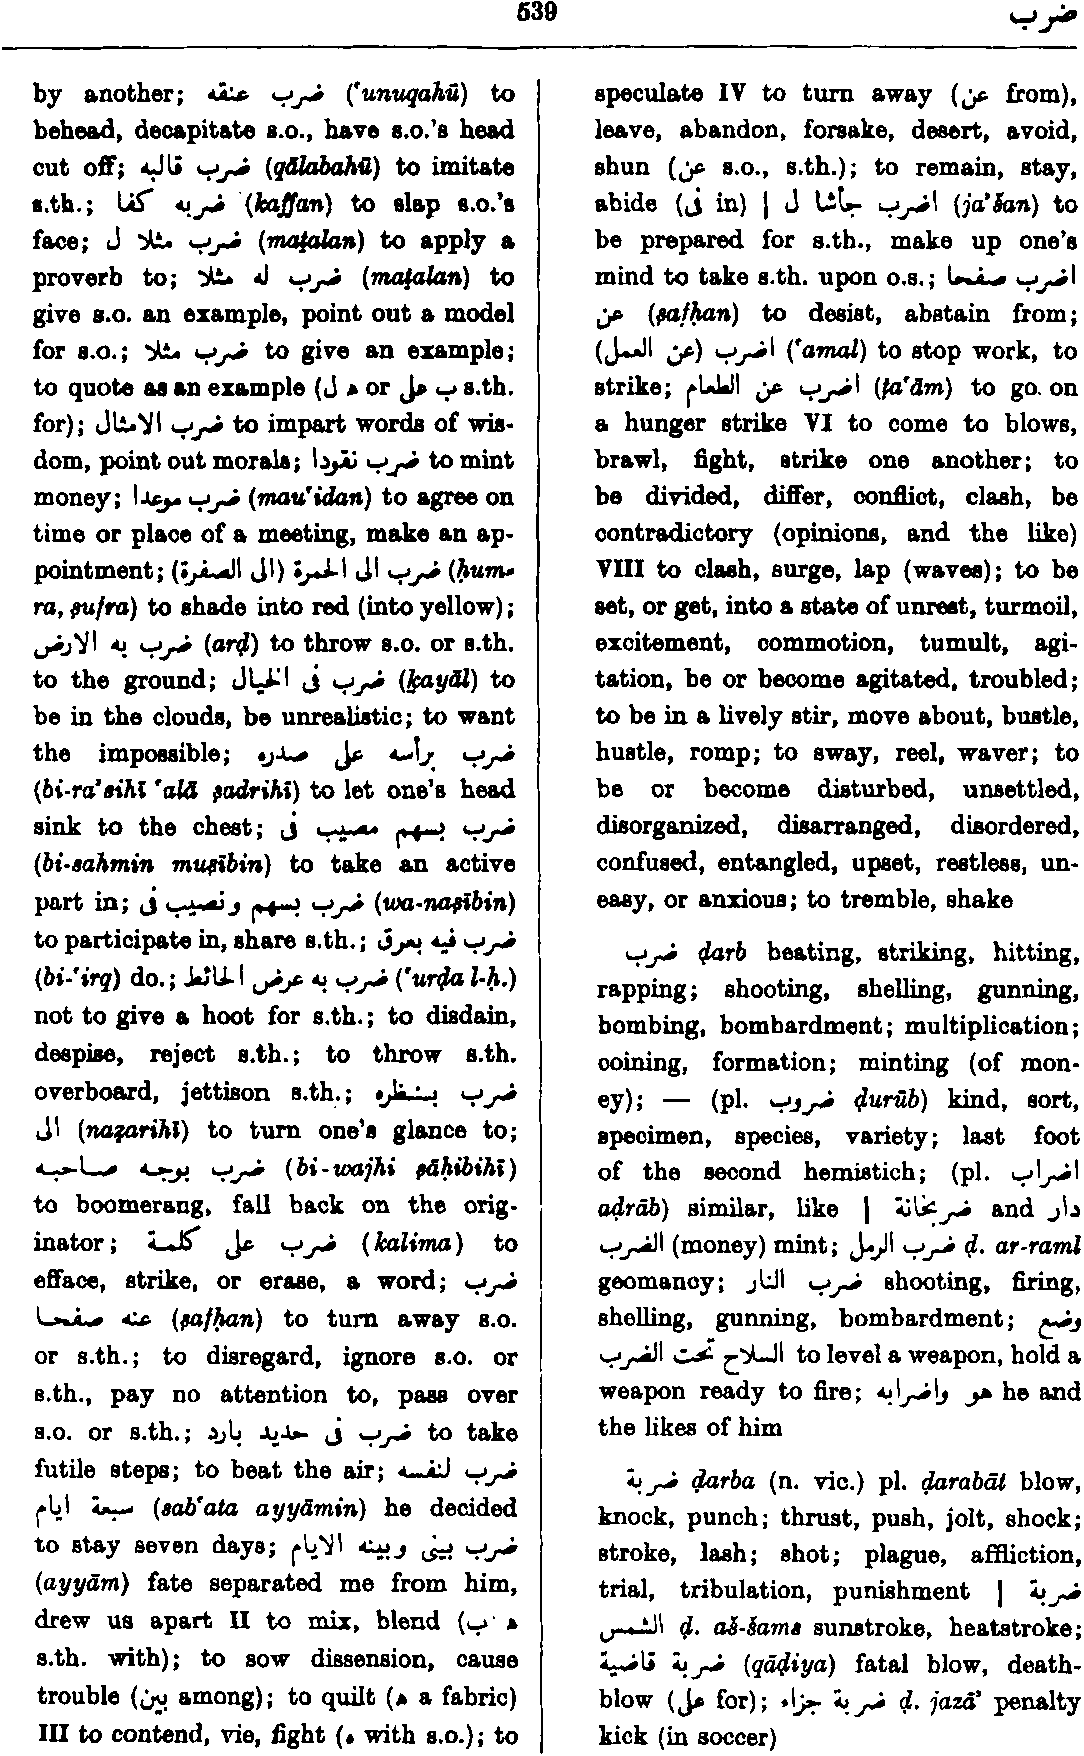 539
ضرب
by another; ضرب عنقه (ʿunuqahū) to
behead, decapitate s.o., have s.o.'s head
cut off; ضرب قالبه (qālabahū) to imitate
s.th.; ضربه كفا (kaffan) to slap s.o.'s
face; ضرب مثلا ل (maṯalan) to apply a
proverb to; ضرب له مثلا (maṯalan) to
give s.o. an example, point out a model
for s.o.; ضرب مثلا to give an example;
to quote as an example (ل ه or ب على s.th.
for); ضرب الامثال to impart words of wis-
dom, point out morals; ضرب نقودا to mint
money; ضرب موعدا (mauʿidan) to agree on
time or place of a meeting, make an ap-
pointment; ضرب الى الحمرة (الى الصفرة) (ḥum-
ra, ṣufra) to shade into red (into yellow);
ضرب به الارض (arḍ) to throw s.o. or s.th.
to the ground; ضرب فى الخيال (ḵayāl) to
be in the clouds, be unrealistic; to want
the impossible; ضرب برأسه على صدره
(bi-raʾsihī ʿalā ṣadrihī) to let one's head
sink to the chest; ضرب بسهم مصيب فى
(bi-sahmin muṣībin) to take an active
part in; ضرب بسهم ونصيب فى (wa-naṣībin)
to participate in, share s.th.; ضرب فيه بعرق
(bi-ʿirq) do.; ضرب به عرض الحائط (ʿurḍa l-ḥ.)
not to give a hoot for s.th.; to disdain,
despise, reject s.th.; to throw s.th.
overboard, jettison s.th.; ضرب بنظره
الى (naẓarihī) to turn one's glance to;
ضرب بوجه صاحبه (bi-wajhi ṣāḥibihī)
to boomerang, fall back on the orig-
inator; ضرب على كلمة (kalima) to
efface, strike, or erase, a word; ضرب
عنه صفحا (ṣafḥan) to turn away s.o.
or s.th.; to disregard, ignore s.o. or
s.th., pay no attention to, pass over
s.o. or s.th.; ضرب فى حديد بارد to take
futile steps; to beat the air; ضرب لنفسه
سبعة ايام (sabʿata ayyāmin) he decided
to stay seven days; ضرب بينى وبينه الايام
(ayyām) fate separated me from him,
drew us apart II to mix, blend (ه ب
s.th. with); to sow dissension, cause
trouble (بين among); to quilt (ه a fabric)
III to contend, vie, fight (ه with s.o.); to
speculate IV to turn away (عن from),
leave, abandon, forsake, desert, avoid,
shun (عن s.o., s.th.); to remain, stay,
abide (فى in) | اضرب جأشا ل (jaʾšan) to
be prepared for s.th., make up one's
mind to take s.th. upon o.s.; اضرب صفحا
عن (ṣafḥan) to desist, abstain from;
اضرب (عن العمل) (ʿamal) to stop work, to
strike; اضرب عن الطعام (ṭaʿām) to go on
a hunger strike VI to come to blows,
brawl, fight, strike one another; to
be divided, differ, conflict, clash, be
contradictory (opinions, and the like)
VIII to clash, surge, lap (waves); to be
set, or get, into a state of unrest, turmoil,
excitement, commotion, tumult, agi-
tation, be or become agitated, troubled;
to be in a lively stir, move about, bustle,
hustle, romp; to sway, reel, waver; to
be or become disturbed, unsettled,
disorganized, disarranged, disordered,
confused, entangled, upset, restless, un-
easy, or anxious; to tremble, shake
ضرب ḍarb beating, striking, hitting,
rapping; shooting, shelling, gunning,
bombing, bombardment; multiplication;
coining, formation; minting (of mon-
ey); — (pl. ضروب ḍurūb) kind, sort,
specimen, species, variety; last foot
of the second hemistich; (pl. اضراب
aḍrāb) similar, like | ضربخانة and دار
الضرب (money) mint; ضرب الرمل ḍ. ar-raml
geomancy; ضرب النار shooting, firing,
shelling, gunning, bombardment; وضع
السلاح تحت الضرب to level a weapon, hold a
weapon ready to fire; هو واضرابه he and
the likes of him
ضربة ḍarba (n. vic.) pl. ḍarabāt blow,
knock, punch; thrust, push, jolt, shock;
stroke, lash; shot; plague, affliction,
trial, tribulation, punishment | ضربة
الشمس ḍ. aš-šams sunstroke, heatstroke;
ضربة قاضية (qāḍiya) fatal blow, death-
blow (على for); ضربة جزاء ḍ. jazāʾ penalty
kick (in soccer)